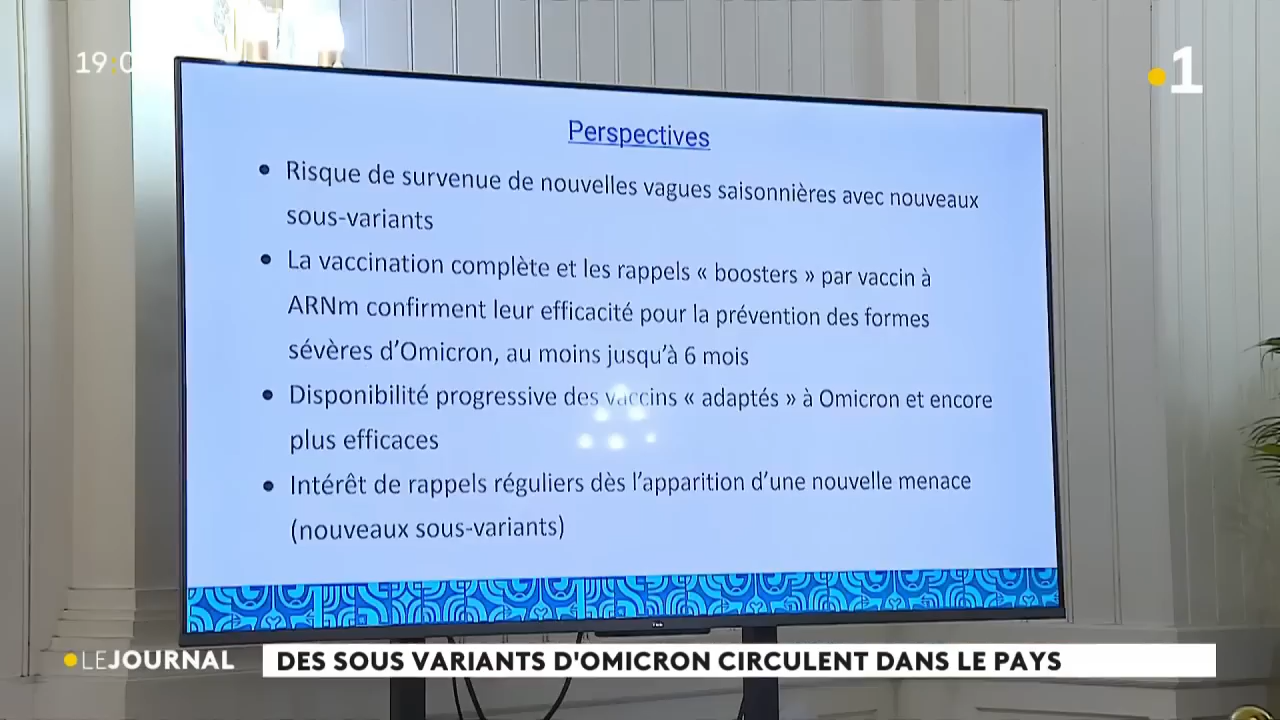 19:0
1
Perspectives
• Risque de survenue de nouvelles vagues saisonnières avec nouveaux
sous-variants
• La vaccination complète et les rappels « boosters » par vaccin à
ARNm confirment leur efficacité pour la prévention des formes
sévères d'Omicron, au moins jusqu'à 6 mois
• Disponibilité progressive des vaccins « adaptés » à Omicron et encore
plus efficaces
• Intérêt de rappels réguliers dès l'apparition d'une nouvelle menace
(nouveaux sous-variants)
LEJOURNAL
DES SOUS VARIANTS D'OMICRON CIRCULENT DANS LE PAYS